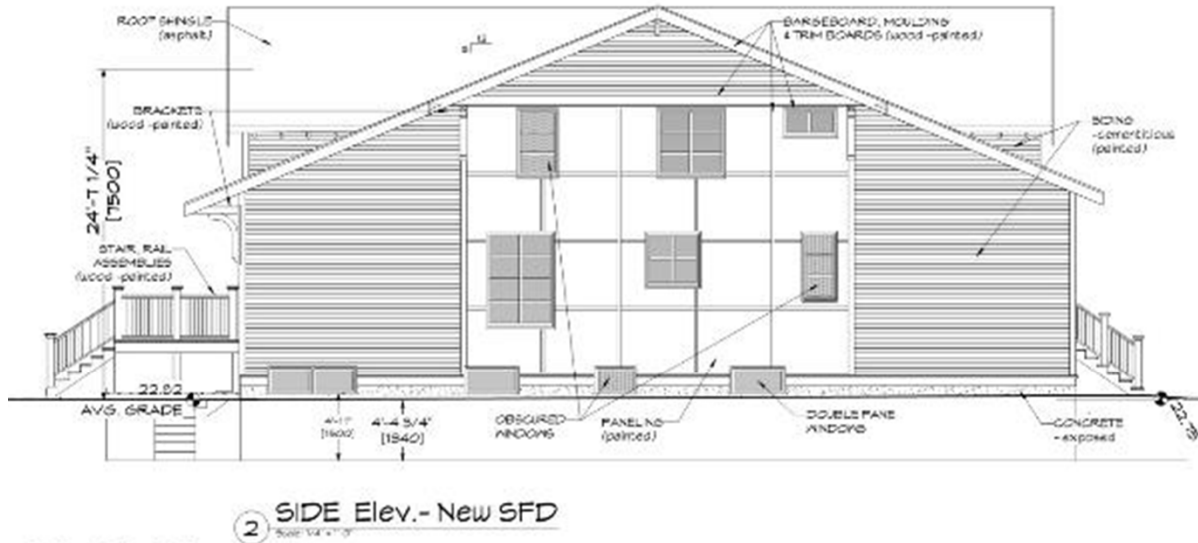 ROOF SHINGLE
(asphalt)
12
BARGEBOARD, MOULDING
& TRIM BOARDS (wood -painted)
BRACKETS
(wood -painted)
SIDING
-cementitious
(painted)
24'-7 1/4"
[7500]
STAIR, RAIL
ASSEMBLIES
(wood -painted)
22.82
AVG. GRADE
4'-4 3/4"
[1340]
OBSCURED
WINDOWS
PANELING
(painted)
DOUBLE PANE
WINDOWS
CONCRETE
-exposed
2
SIDE Elev.- New SFD